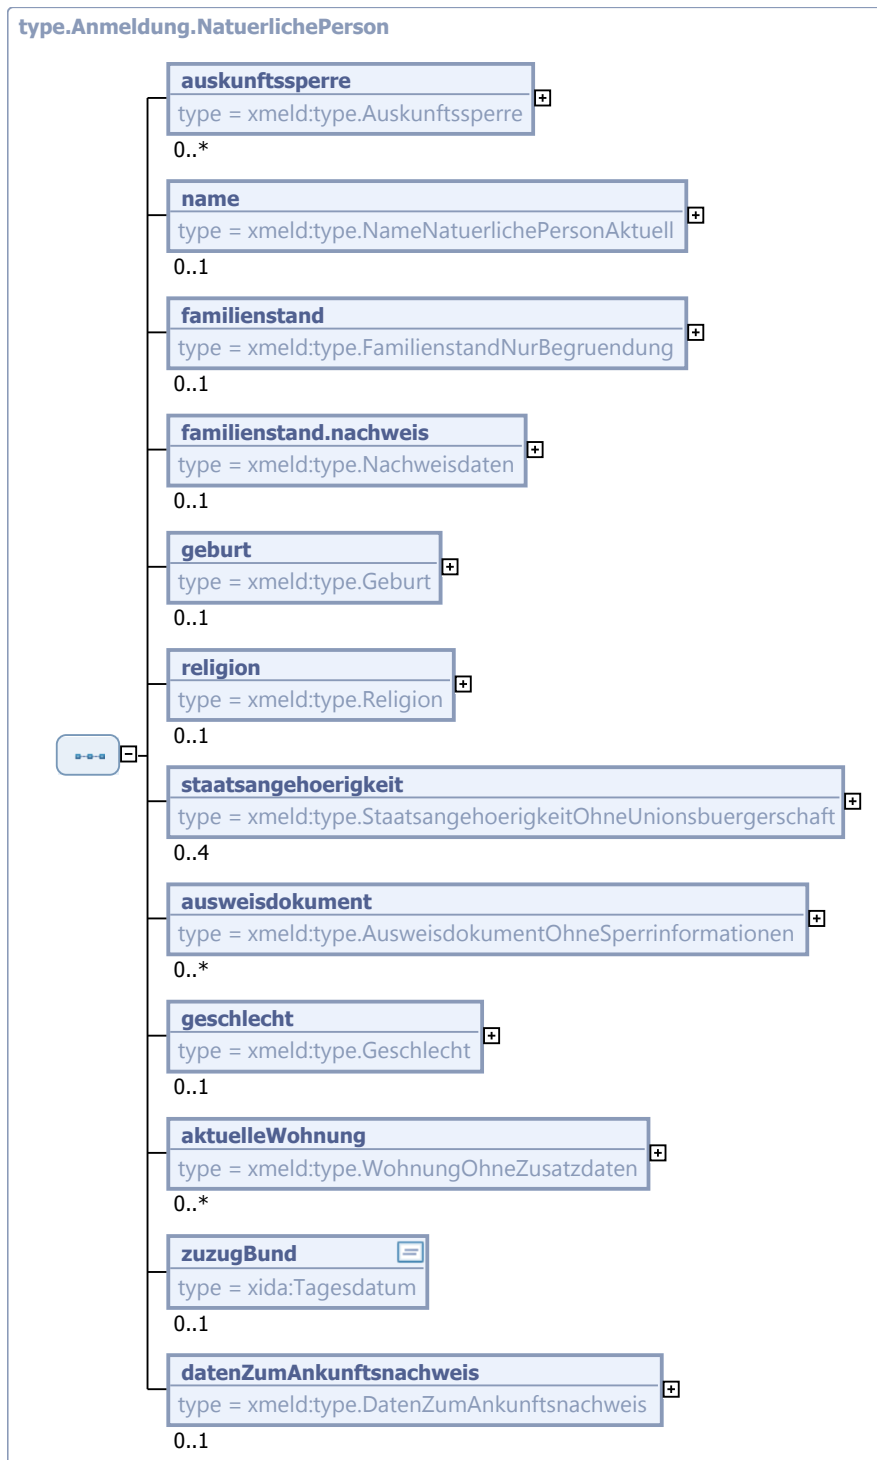 type.Anmeldung.NatuerlichePerson
auskunftssperre
type = xmeld:type.Auskunftssperre
0..*
name
type = xmeld:type.NameNatuerlichePersonAktuell
0..1
familienstand
type = xmeld:type.FamilienstandNurBegruendung
0..1
familienstand.nachweis
type = xmeld:type.Nachweisdaten
0..1
geburt
type = xmeld:type.Geburt
0..1
religion
type = xmeld:type.Religion
0..1
staatsangehoerigkeit
type = xmeld:type.StaatsangehoerigkeitOhneUnionsbuergerschaft
0..4
ausweisdokument
type = xmeld:type.AusweisdokumentOhneSperrinformationen
0..*
geschlecht
type = xmeld:type.Geschlecht
0..1
aktuelleWohnung
type = xmeld:type.WohnungOhneZusatzdaten
0..*
zuzugBund
type = xida:Tagesdatum
0..1
datenZumAnkunftsnachweis
type = xmeld:type.DatenZumAnkunftsnachweis
0..1